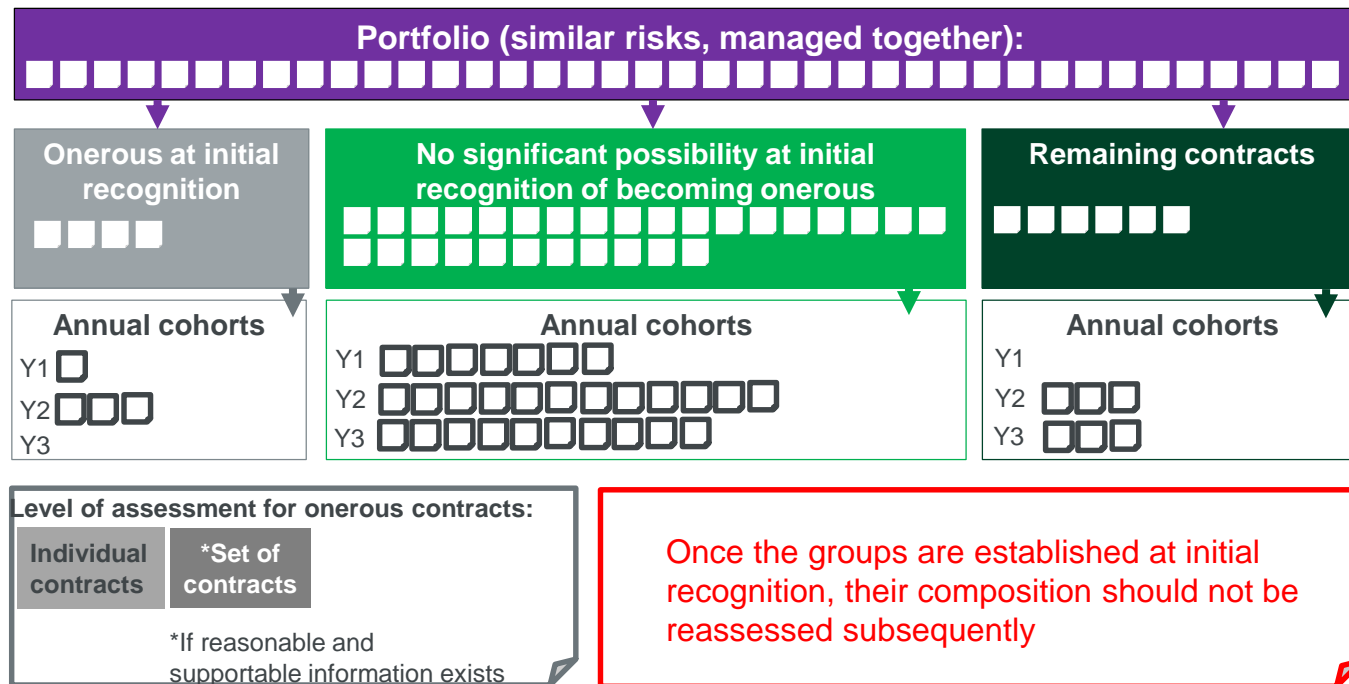 Portfolio (similar risks, managed together):
Onerous at initial
recognition
No significant possibility at initial
recognition of becoming onerous
Remaining contracts
Annual cohorts
Y1
Y2
Y3
Annual cohorts
Y1
Y2
Y3
Annual cohorts
Y1
Y2
Y3
Level of assessment for onerous contracts:
Individual
contracts
*Set of
contracts
*If reasonable and
supportable information exists
Once the groups are established at initial
recognition, their composition should not be
reassessed subsequently